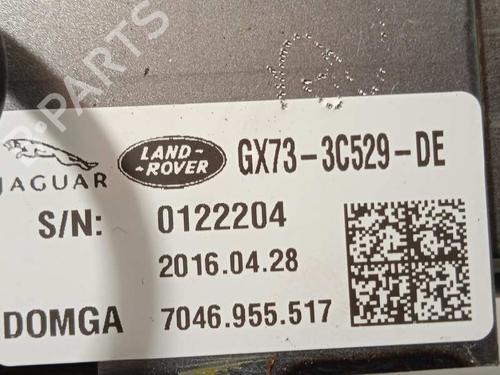 B-PARTS
JAGUAR
LAND-
-ROVER
GX73-3C529-DE
S/N: 0122204
2016.04.28
DOMGA 7046.955.517